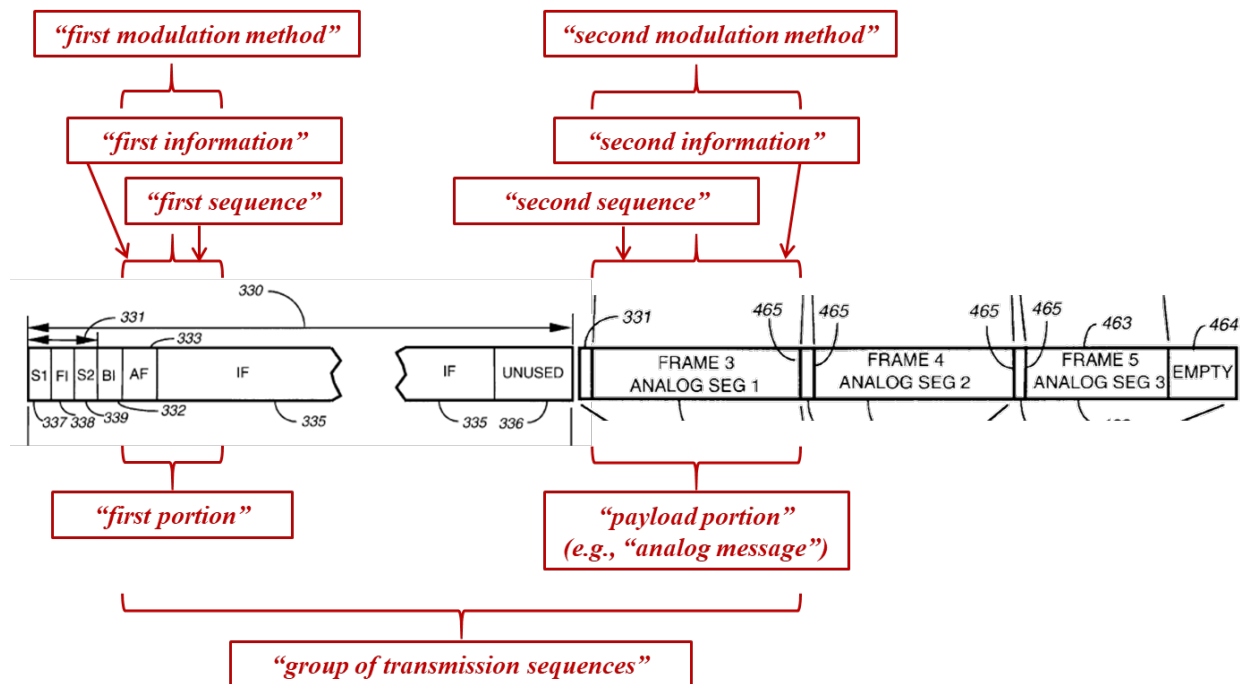 “first modulation method”
“second modulation method”
“first information”
“second information”
“first sequence”
“second sequence”
330
331
333
331
465
465
465
463
464
S1
FI
S2
BI
AF
IF
IF
UNUSED
FRAME 3
ANALOG SEG 1
FRAME 4
ANALOG SEG 2
FRAME 5
ANALOG SEG 3
EMPTY
337
338
339
332
335
335
336
“first portion”
“payload portion”
(e.g., “analog message”)
“group of transmission sequences”